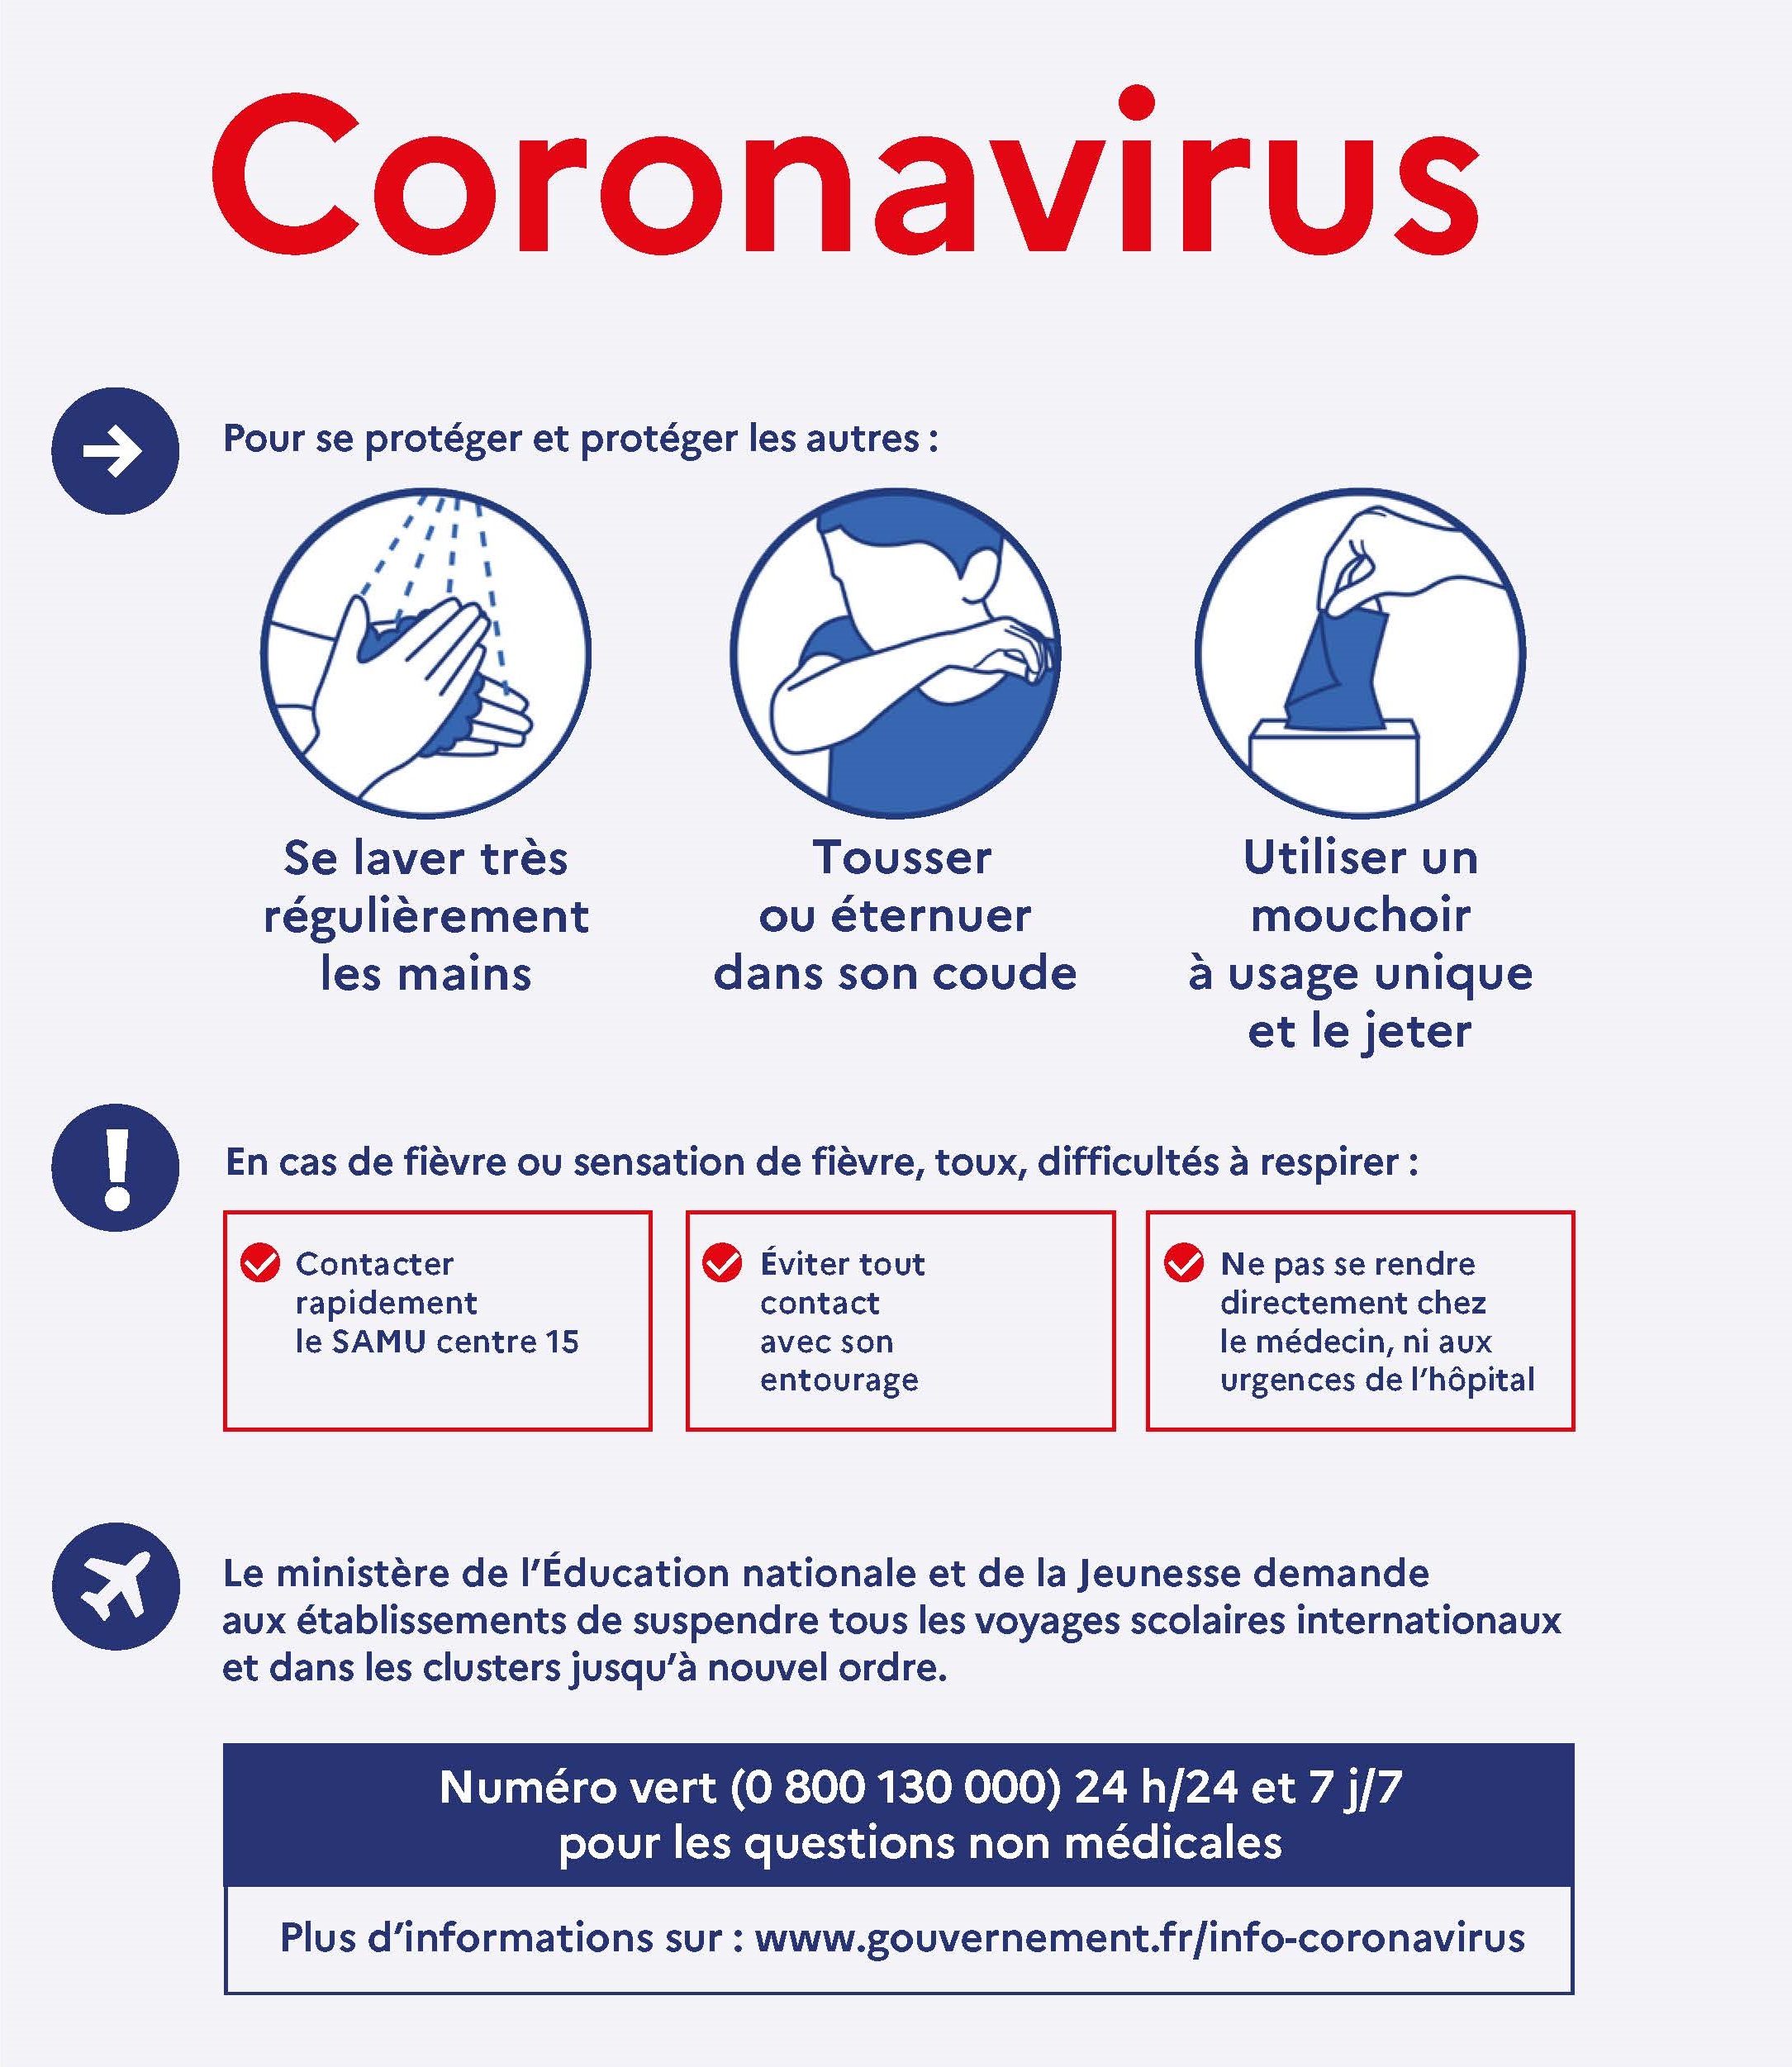 Coronavirus
Pour se protéger et protéger les autres :
Se laver très
régulièrement
les mains
Tousser
ou éternuer
dans son coude
Utiliser un
mouchoir
à usage unique
et le jeter
En cas de fièvre ou sensation de fièvre, toux, difficultés à respirer :
Contacter
rapidement
le SAMU centre 15
Éviter tout
contact
avec son
entourage
Ne pas se rendre
directement chez
le médecin, ni aux
urgences de l’hôpital
Le ministère de l’Éducation nationale et de la Jeunesse demande
aux établissements de suspendre tous les voyages scolaires internationaux
et dans les clusters jusqu’à nouvel ordre.
Numéro vert (0 800 130 000) 24 h/24 et 7 j/7
pour les questions non médicales
Plus d’informations sur : www.gouvernement.fr/info-coronavirus